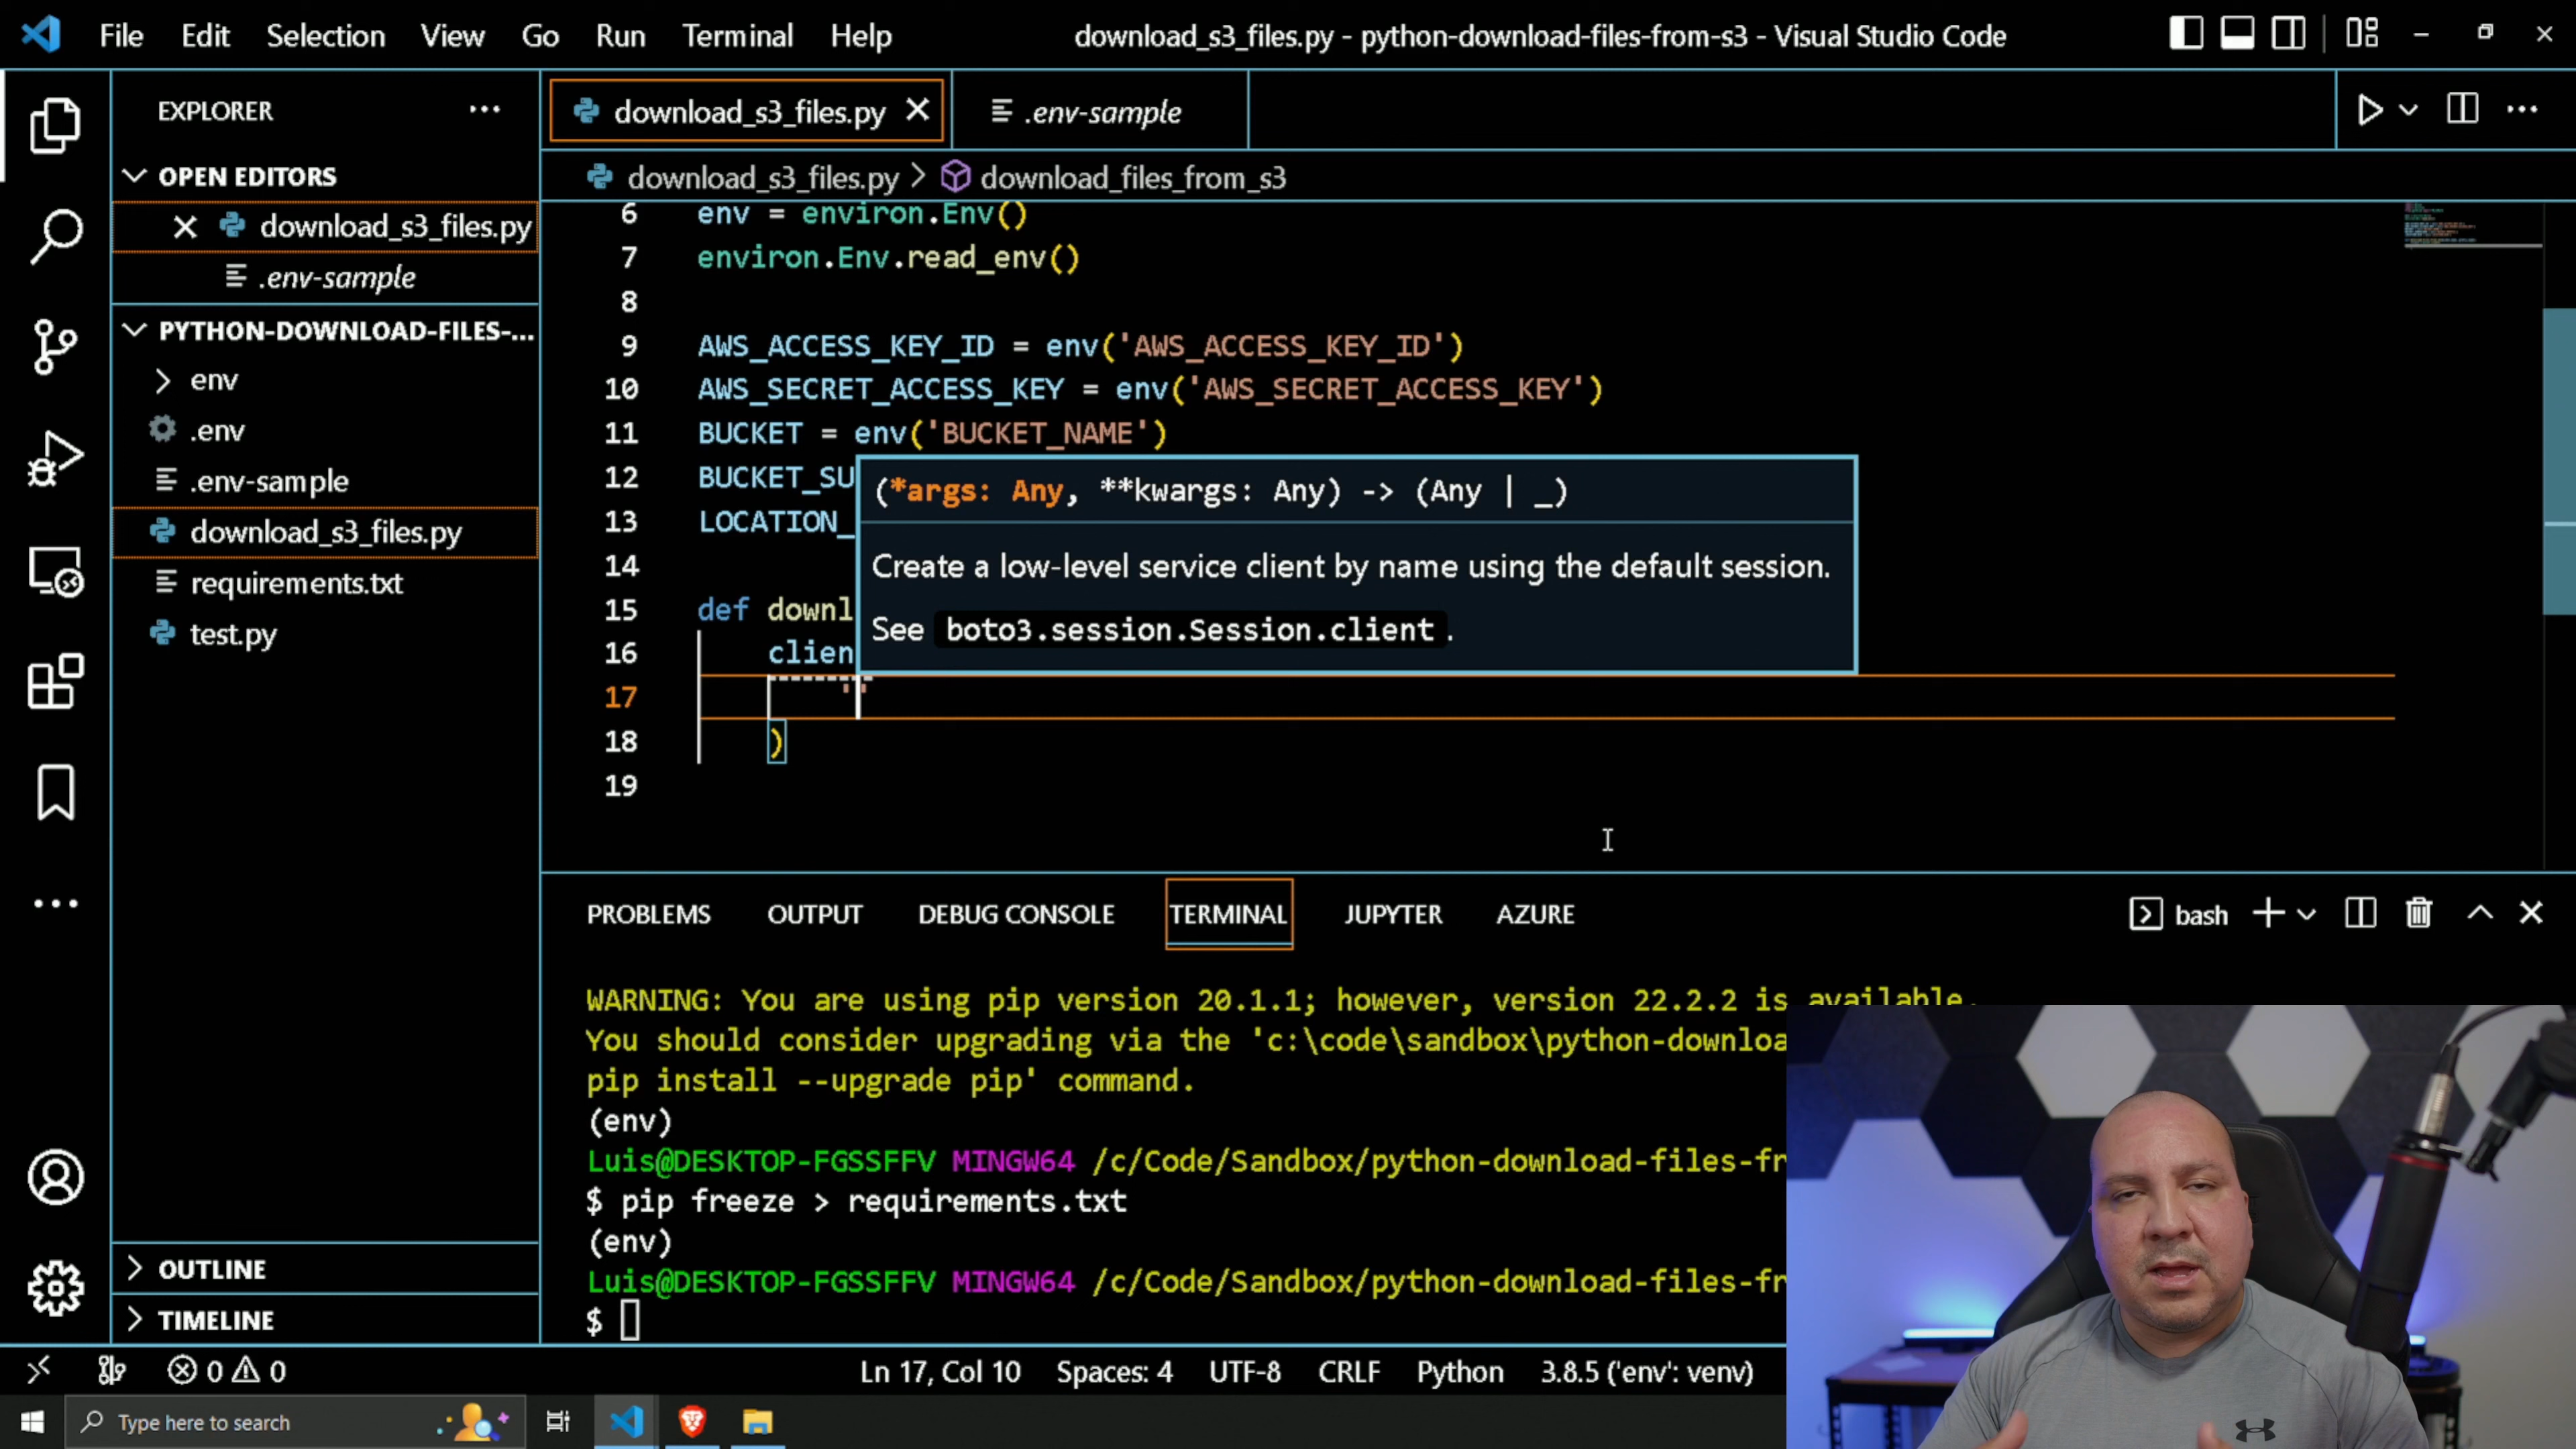 File Edit Selection View Go Run Terminal Help
download_s3_files.py - python-download-files-from-s3 - Visual Studio Code
EXPLORER
OPEN EDITORS
download_s3_files.py
.env-sample
PYTHON-DOWNLOAD-FILES-...
env
.env
.env-sample
download_s3_files.py
requirements.txt
test.py
OUTLINE
TIMELINE
download_s3_files.py
.env-sample
download_s3_files.py > download_files_from_s3
6 env = environ.Env()
7 environ.Env.read_env()
8
9 AWS_ACCESS_KEY_ID = env('AWS_ACCESS_KEY_ID')
10 AWS_SECRET_ACCESS_KEY = env('AWS_SECRET_ACCESS_KEY')
11 BUCKET = env('BUCKET_NAME')
12 BUCKET_SU
13 LOCATION_
14
15 def downl
16 clien
17 ''
18 )
19
(*args: Any, **kwargs: Any) -> (Any | _)
Create a low-level service client by name using the default session.
See boto3.session.Session.client.
PROBLEMS OUTPUT DEBUG CONSOLE TERMINAL JUPYTER AZURE
bash
WARNING: You are using pip version 20.1.1; however, version 22.2.2 is available.
You should consider upgrading via the 'c:\code\sandbox\python-downloa
pip install --upgrade pip' command.
(env)
Luis@DESKTOP-FGSSFFV MINGW64 /c/Code/Sandbox/python-download-files-fr
$ pip freeze > requirements.txt
(env)
Luis@DESKTOP-FGSSFFV MINGW64 /c/Code/Sandbox/python-download-files-fr
$
0 0
Ln 17, Col 10 Spaces: 4 UTF-8 CRLF Python 3.8.5 ('env': venv)
Type here to search